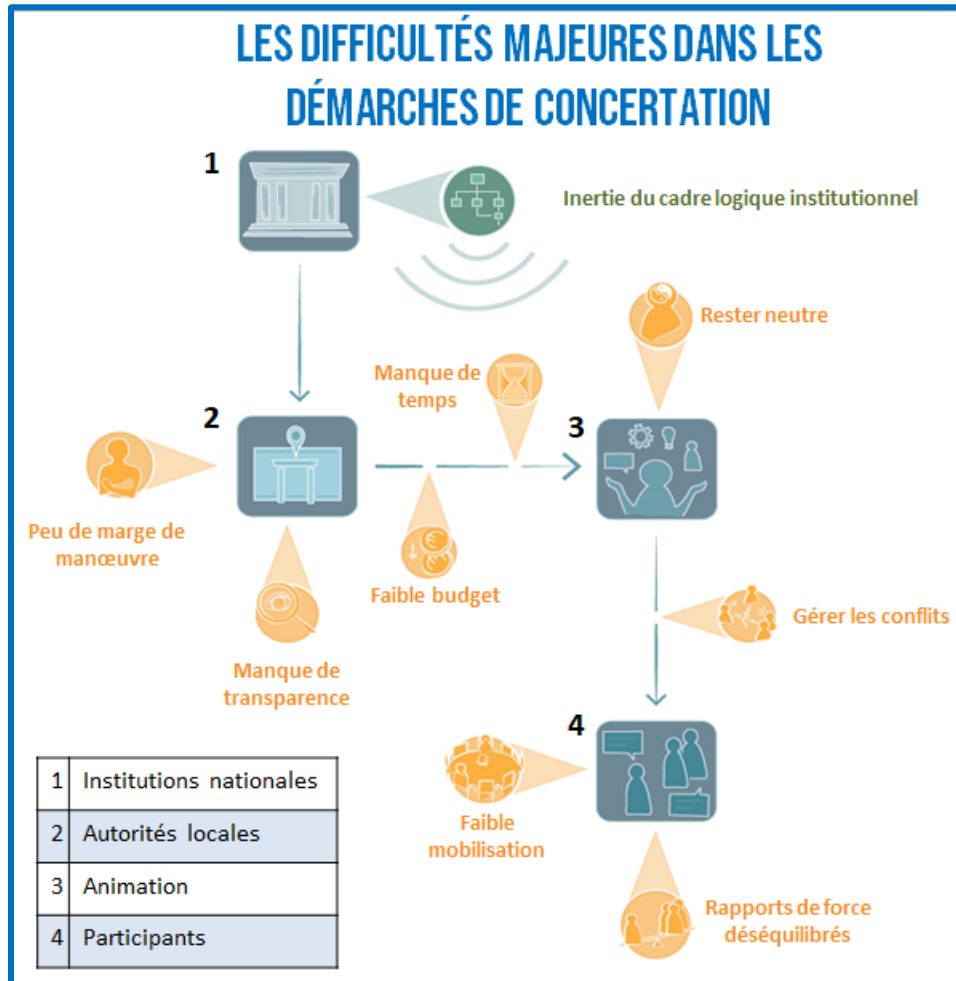 LES DIFFICULTÉS MAJEURES DANS LES
DÉMARCHES DE CONCERTATION
1
Inertie du cadre logique institutionnel
Rester neutre
Manque de
temps
2
3
Peu de marge de
manœuvre
Faible budget
Gérer les conflits
Manque de
transparence
4
Faible
mobilisation
Rapports de force
déséquilibrés
1 Institutions nationales
2 Autorités locales
3 Animation
4 Participants